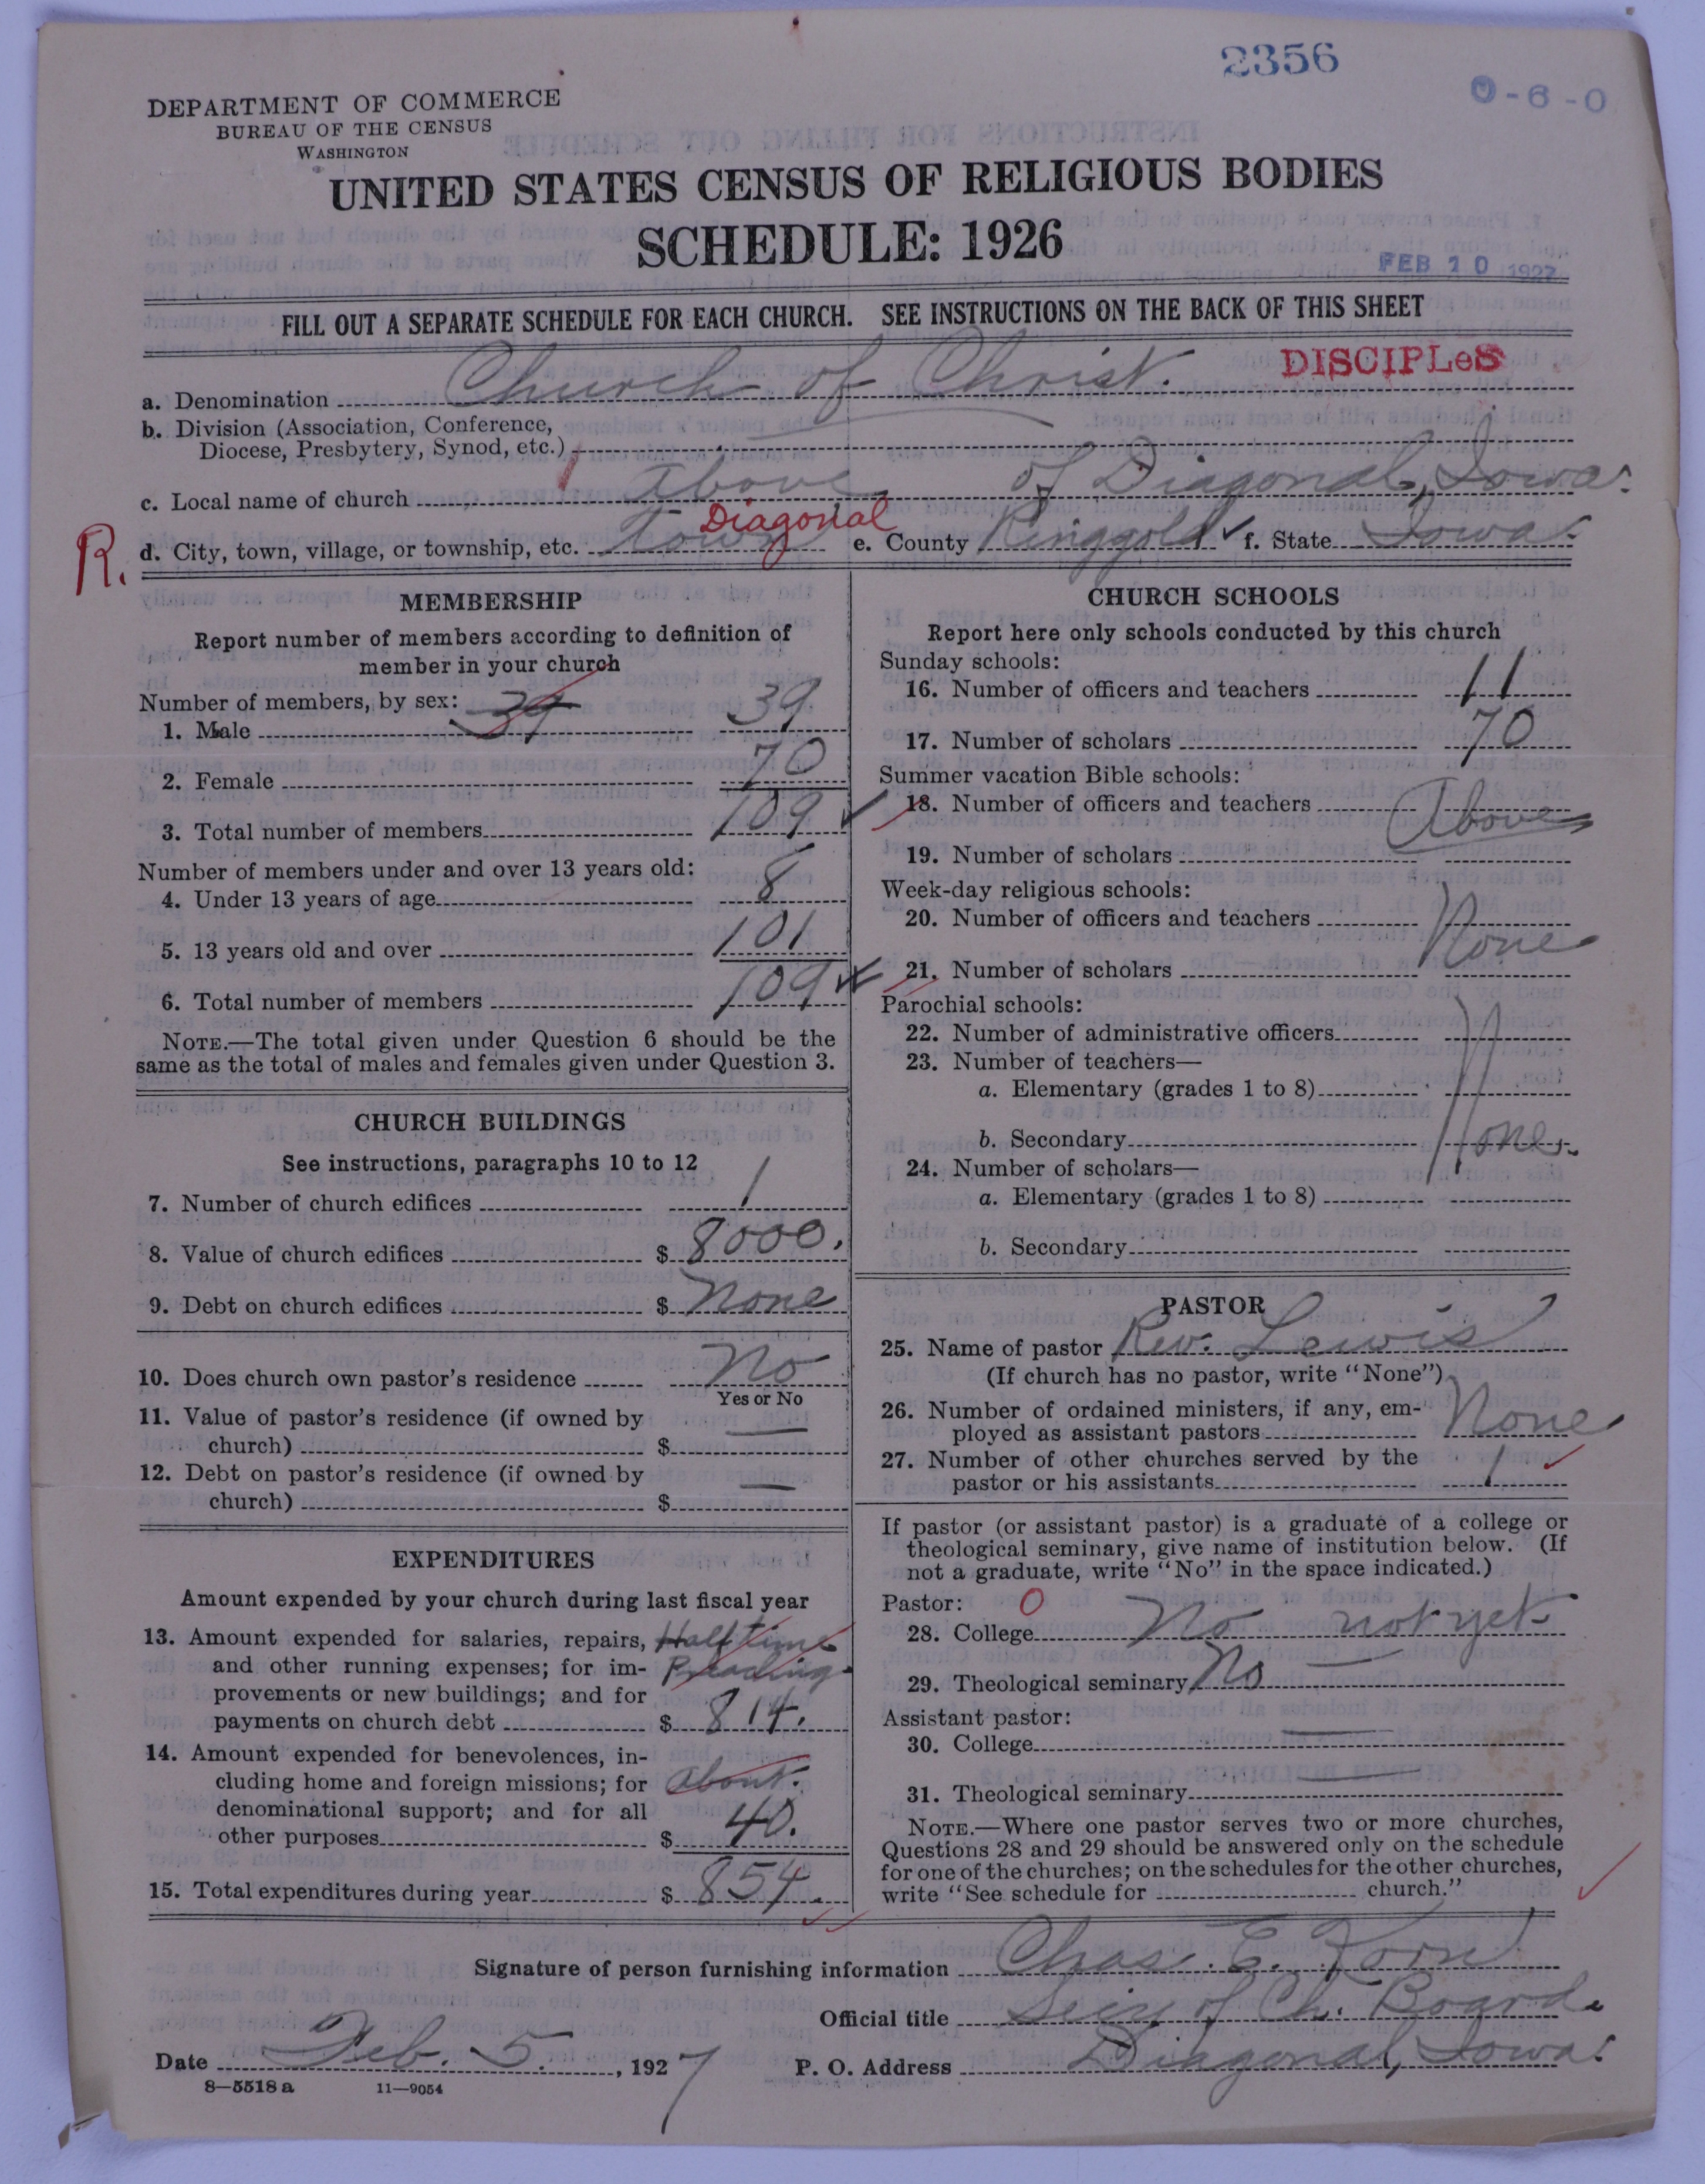 2356
0-6-0
DEPARTMENT OF COMMERCE
BUREAU OF THE CENSUS
WASHINGTON
UNITED STATES CENSUS OF RELIGIOUS BODIES
SCHEDULE: 1926
FEB 10 1927
FILL OUT A SEPARATE SCHEDULE FOR EACH CHURCH. SEE INSTRUCTIONS ON THE BACK OF THIS SHEET
DISCIPLeS
a. Denomination Church of Christ.
b. Division (Association, Conference,
Diocese, Presbytery, Synod, etc.)
c. Local name of church above of Diagonal, Iowa.
Diagonal
R. d. City, town, village, or township, etc. Town e. County Ringgold f. State Iowa.
MEMBERSHIP
Report number of members according to definition of
member in your church
Number of members, by sex: 39
1. Male 39
2. Female 70
3. Total number of members 109
Number of members under and over 13 years old:
4. Under 13 years of age 8
5. 13 years old and over 101
6. Total number of members 109
NOTE.—The total given under Question 6 should be the
same as the total of males and females given under Question 3.
CHURCH BUILDINGS
See instructions, paragraphs 10 to 12
7. Number of church edifices 1
8. Value of church edifices $ 8000.
9. Debt on church edifices $ None
10. Does church own pastor's residence No
Yes or No
11. Value of pastor's residence (if owned by
church) $ —
12. Debt on pastor's residence (if owned by
church) $ —
EXPENDITURES
Amount expended by your church during last fiscal year
13. Amount expended for salaries, repairs, Half time
and other running expenses; for im- Preaching
provements or new buildings; and for
payments on church debt $ 814.
14. Amount expended for benevolences, in-
cluding home and foreign missions; for about.
denominational support; and for all
other purposes $ 40.
15. Total expenditures during year $ 854.
CHURCH SCHOOLS
Report here only schools conducted by this church
Sunday schools:
16. Number of officers and teachers 11
17. Number of scholars 70
Summer vacation Bible schools:
18. Number of officers and teachers Above
19. Number of scholars
Week-day religious schools:
20. Number of officers and teachers None
21. Number of scholars
Parochial schools:
22. Number of administrative officers
23. Number of teachers—
a. Elementary (grades 1 to 8)
b. Secondary None.
24. Number of scholars—
a. Elementary (grades 1 to 8)
b. Secondary
PASTOR
25. Name of pastor Rev. Lewis
(If church has no pastor, write "None")
26. Number of ordained ministers, if any, em- None
ployed as assistant pastors
27. Number of other churches served by the
pastor or his assistants 1
If pastor (or assistant pastor) is a graduate of a college or
theological seminary, give name of institution below. (If
not a graduate, write "No" in the space indicated.)
Pastor: 0
28. College No not yet
29. Theological seminary No —
Assistant pastor:
30. College —
31. Theological seminary —
NOTE.—Where one pastor serves two or more churches,
Questions 28 and 29 should be answered only on the schedule
for one of the churches; on the schedules for the other churches,
write "See schedule for church."
Signature of person furnishing information Chas. E. Koon
Official title of Ch. Board.
Date Feb. 5. , 1927 P. O. Address Diagonal, Iowa.
8—5518 a 11—9054